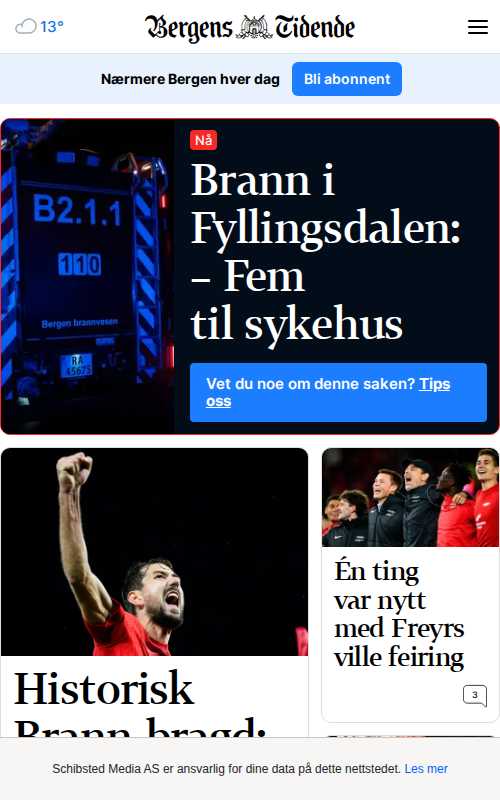 13°
Bergens Tidende
Nærmere Bergen hver dag
Bli abonnent
B2.1.1
110
Bergen brannvesen
RA
45675
Nå
Brann i
Fyllingsdalen:
– Fem
til sykehus
Vet du noe om denne saken? Tips
oss
Historisk
Brann-bragd:
Én ting
var nytt
med Freyrs
ville feiring
3
Schibsted Media AS er ansvarlig for dine data på dette nettstedet. Les mer